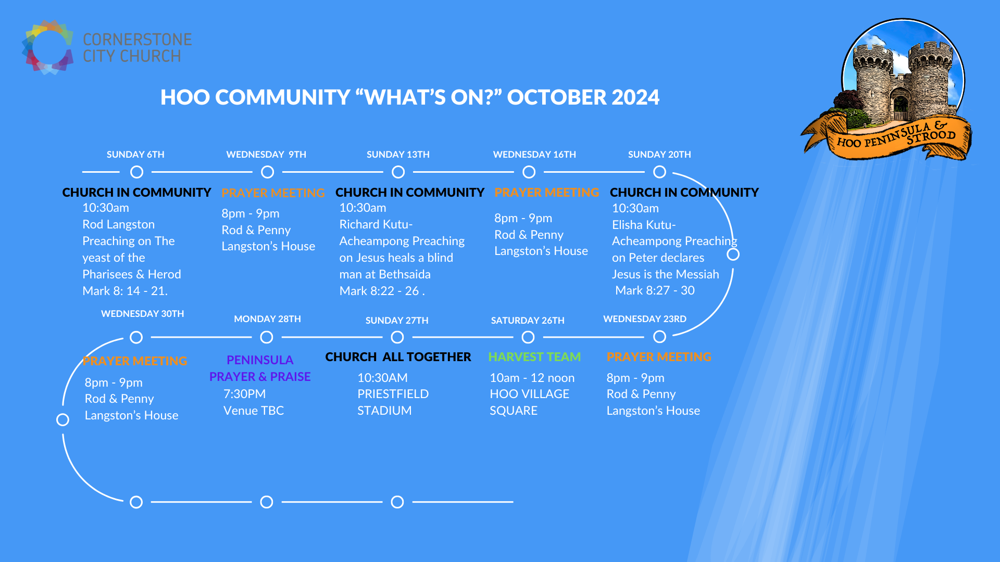 CORNERSTONE
CITY CHURCH
HOO PENINSULA &
STROOD
HOO COMMUNITY “WHAT’S ON?” OCTOBER 2024
SUNDAY 6TH
CHURCH IN COMMUNITY
10:30am
Rod Langston
Preaching on The
yeast of the
Pharisees & Herod
Mark 8: 14 - 21.
WEDNESDAY  9TH
PRAYER MEETING
8pm - 9pm
Rod & Penny
Langston’s House
SUNDAY 13TH
CHURCH IN COMMUNITY
10:30am
Richard Kutu-
Acheampong Preaching
on Jesus heals a blind
man at Bethsaida
Mark 8:22 - 26 .
WEDNESDAY 16TH
PRAYER MEETING
8pm - 9pm
Rod & Penny
Langston’s House
SUNDAY 20TH
CHURCH IN COMMUNITY
10:30am
Elisha Kutu-
Acheampong Preaching
on Peter declares
Jesus is the Messiah
Mark 8:27 - 30
WEDNESDAY 23RD
PRAYER MEETING
8pm - 9pm
Rod & Penny
Langston’s House
SATURDAY 26TH
HARVEST TEAM
10am - 12 noon
HOO VILLAGE
SQUARE
SUNDAY 27TH
CHURCH  ALL TOGETHER
10:30AM
PRIESTFIELD
STADIUM
MONDAY 28TH
PENINSULA
PRAYER & PRAISE
7:30PM
Venue TBC
WEDNESDAY 30TH
PRAYER MEETING
8pm - 9pm
Rod & Penny
Langston’s House